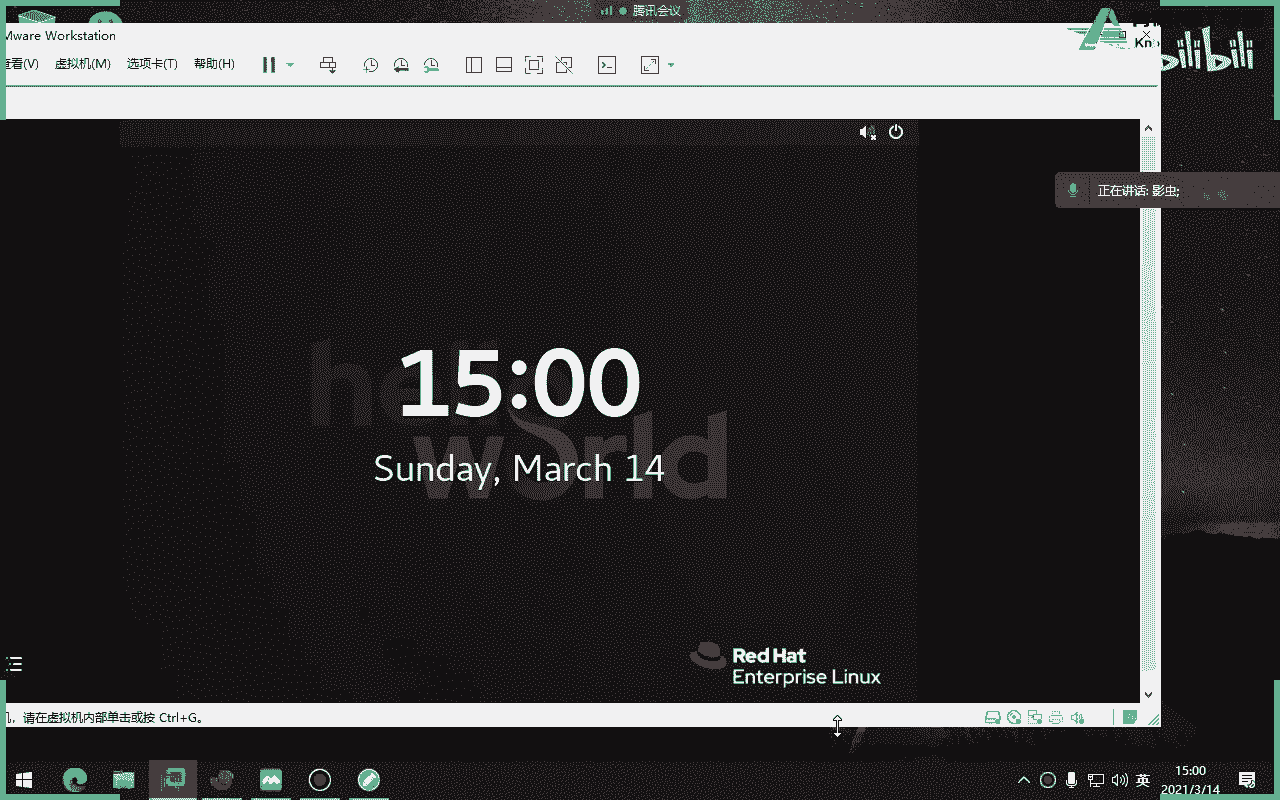 腾讯会议
Mware Workstation
Kn
bilibili
查看(V) 虚拟机(M) 选项卡(T) 帮助(H)
正在讲话: 影虫;
hello
world
15:00
Sunday, March 14
Red Hat
Enterprise Linux
，请在虚拟机内部单击或按 Ctrl+G。
英
15:00
2021/3/14